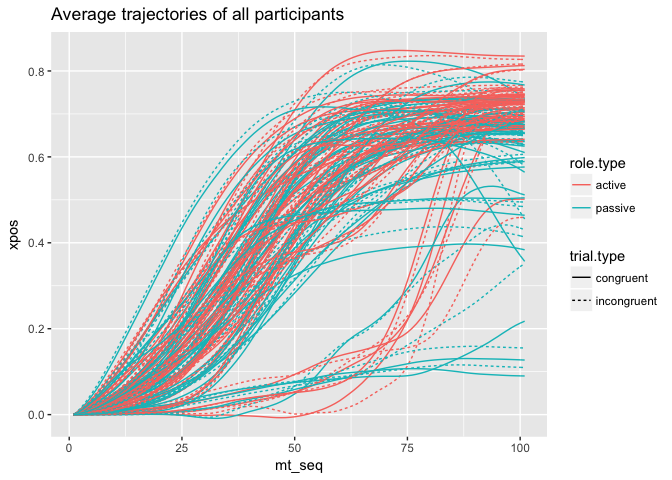 Average trajectories of all participants
0.8
0.6
0.4
0.2
0.0
xpos
0
25
50
75
100
mt_seq
role.type
active
passive
trial.type
congruent
incongruent